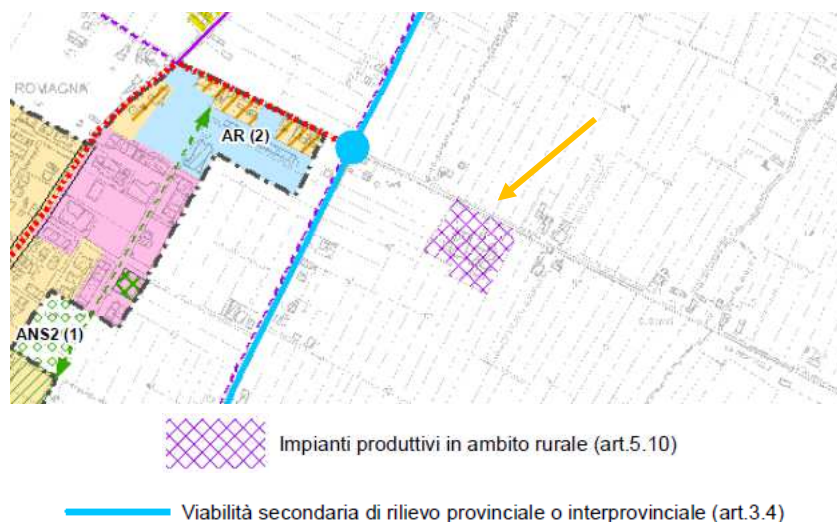 ROMAGNA
AR (2)
ANS2 (1)
Impianti produttivi in ambito rurale (art.5.10)
Viabilità secondaria di rilievo provinciale o interprovinciale (art.3.4)